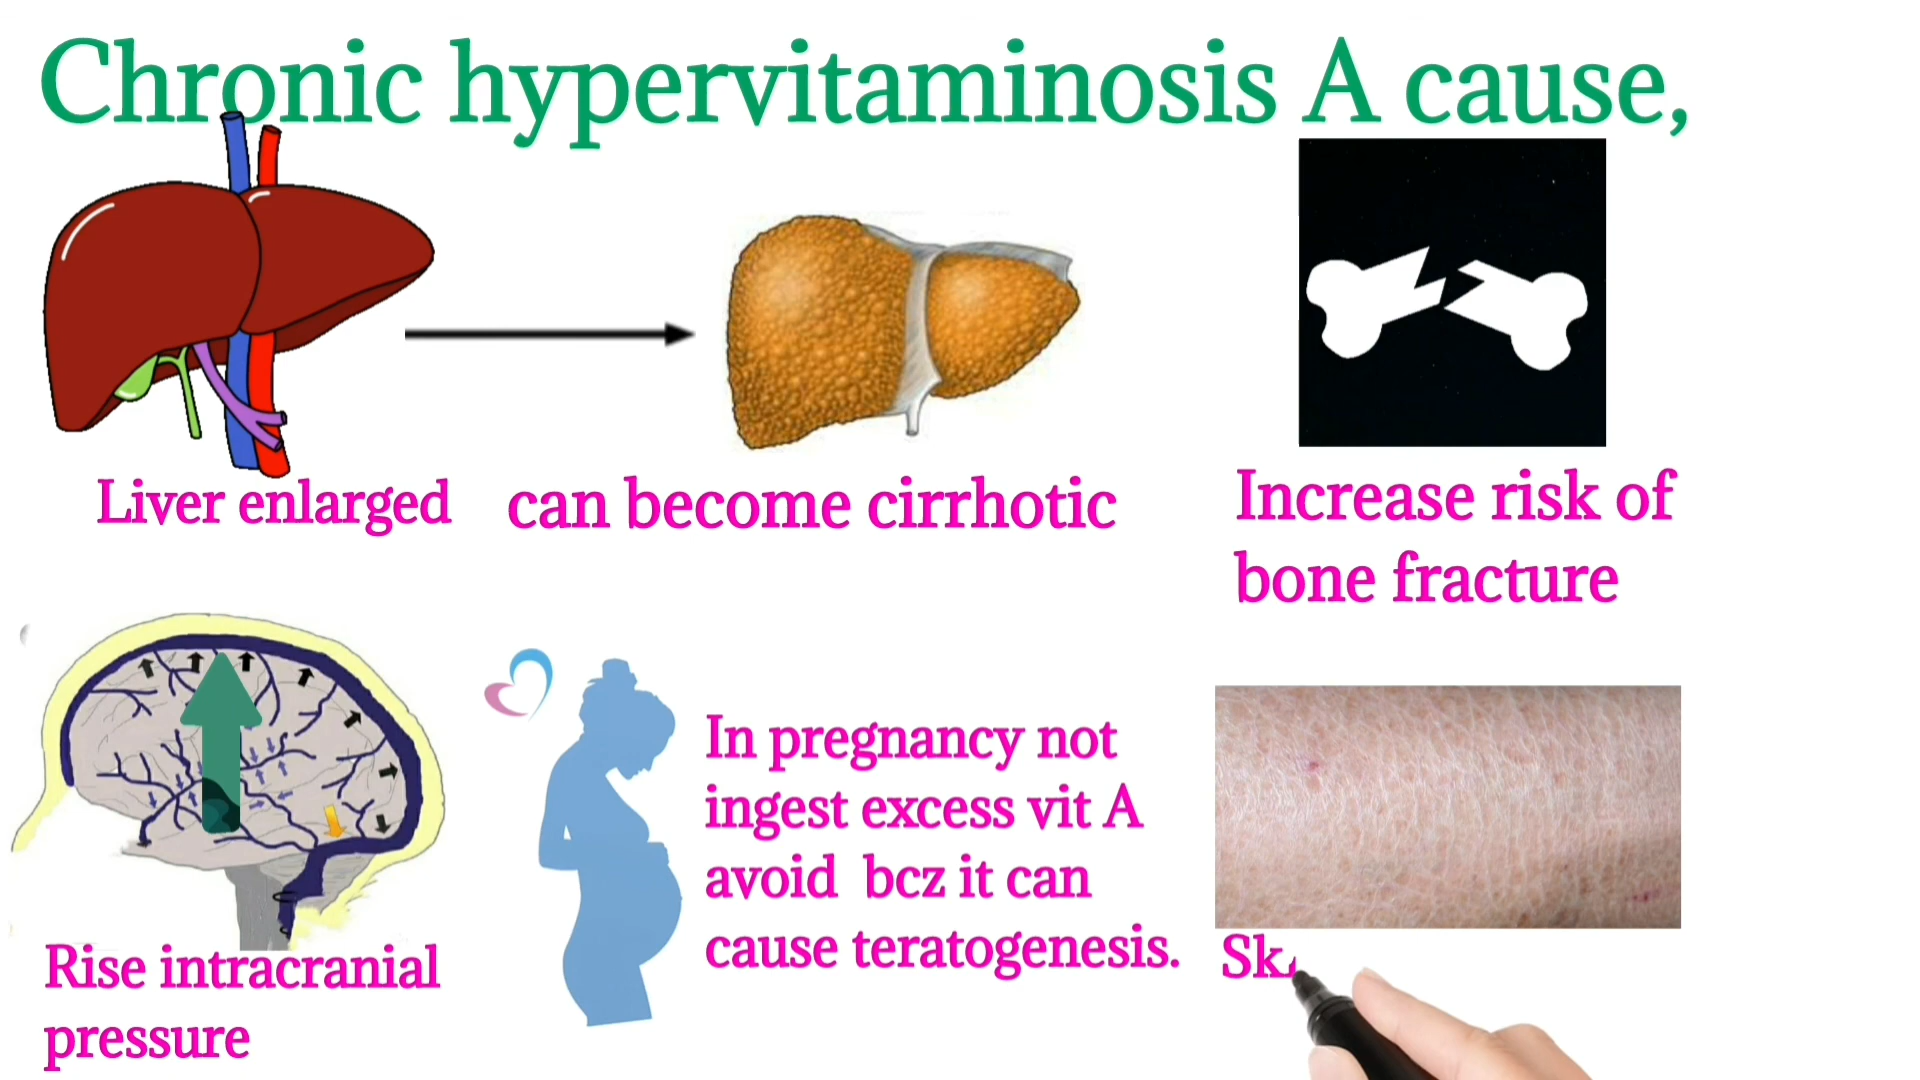 Chronic hypervitaminosis A cause,
Liver enlarged
can become cirrhotic
Increase risk of
bone fracture
Rise intracranial
pressure
In pregnancy not
ingest excess vit A
avoid bcz it can
cause teratogenesis.